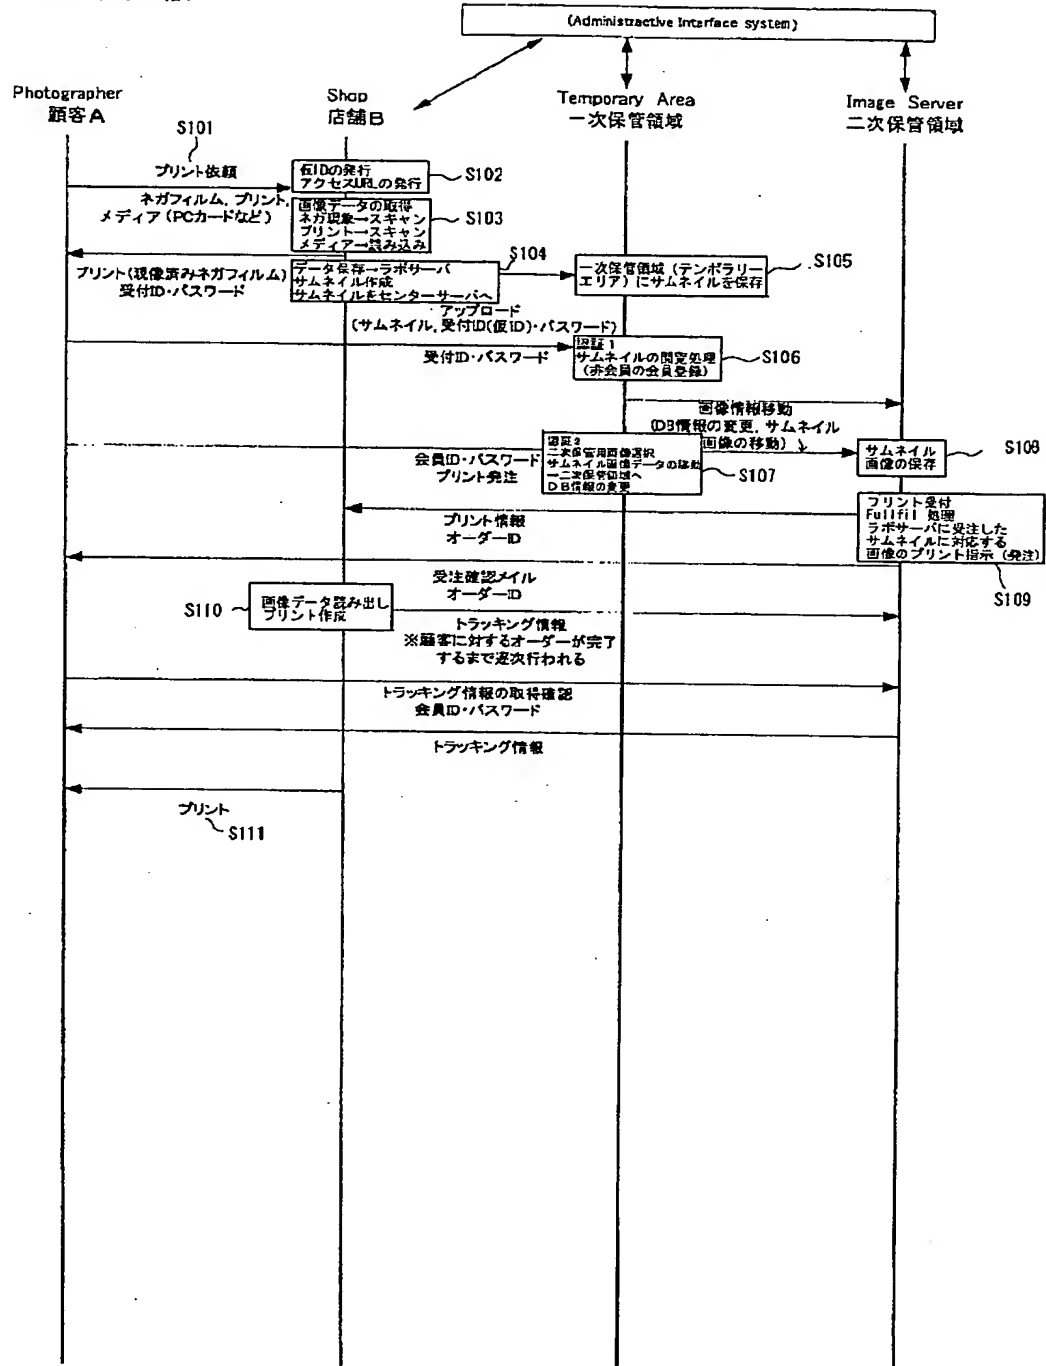 (Administractive Interface system)
Photographer
顧客A
Shop
店舗B
Temporary Area
一次保管領域
Image Server
二次保管領域
S101
プリント依頼
ネガフィルム, プリント,
メディア (PCカードなど)
仮IDの発行
アクセスURLの発行
S102
画像データの取得
ネガ現象→スキャン
プリント→スキャン
メディア→読み込み
S103
プリント(現像済みネガフィルム)
受付ID・パスワード
データ保存→ラボサーバ
サムネイル作成
サムネイルをセンターサーバへ
S104
一次保管領域 (テンポラリー
エリア) にサムネイルを保存
S105
アップロード
(サムネイル, 受付ID(仮ID)・パスワード)
受付ID・パスワード
認証1
サムネイルの閲覧処理
(非会員の会員登録)
S106
画像情報移動
(DB情報の変更, サムネイル
画像の移動)
会員ID・パスワード
プリント発注
認証2
二次保管用画像選択
サムネイル画像データの移動
―二次保管領域へ
DB情報の変更
S107
サムネイル
画像の保存
S108
プリント情報
オーダーID
プリント受付
Fullfil 処理
ラボサーバに受注した
サムネイルに対応する
画像のプリント指示 (発注)
S109
受注確認メイル
オーダーID
S110
画像データ読み出し
プリント作成
トラッキング情報
※顧客に対するオーダーが完了
するまで逐次行われる
トラッキング情報の取得確認
会員ID・パスワード
トラッキング情報
プリント
S111